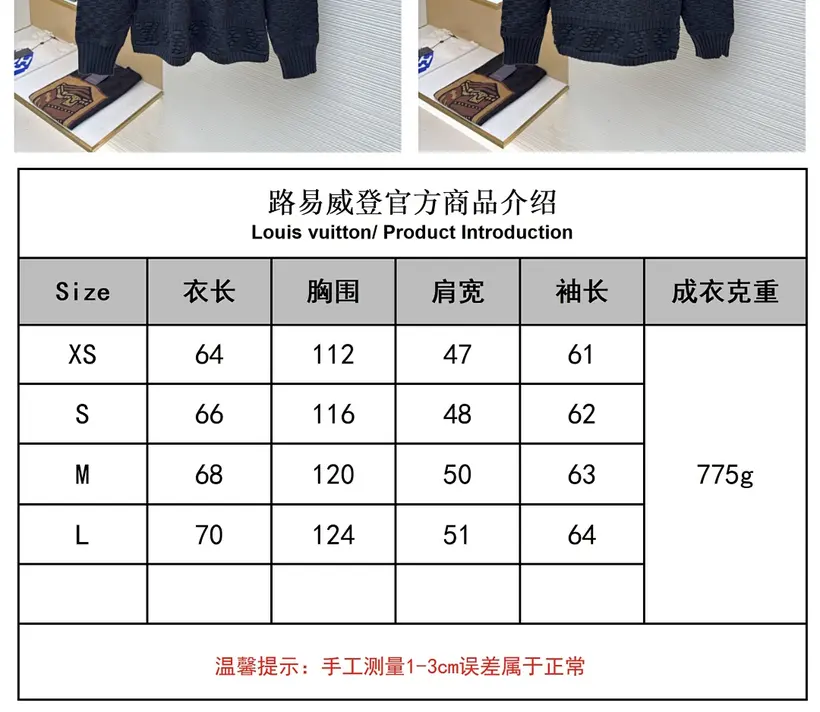 路易威登官方商品介绍
Louis vuitton/ Product Introduction
Size 衣长 胸围 肩宽 袖长 成衣克重
XS 64 112 47 61
S 66 116 48 62
M 68 120 50 63 775g
L 70 124 51 64
温馨提示：手工测量1-3cm误差属于正常